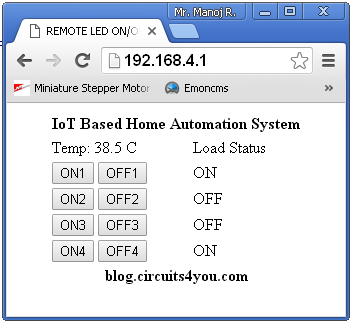 Mr. Manoj R.
REMOTE LED ON/O
192.168.4.1
Miniature Stepper Motor Emoncms
IoT Based Home Automation System
Temp: 38.5 C Load Status
ON1 OFF1 ON
ON2 OFF2 OFF
ON3 OFF3 OFF
ON4 OFF4 ON
blog.circuits4you.com